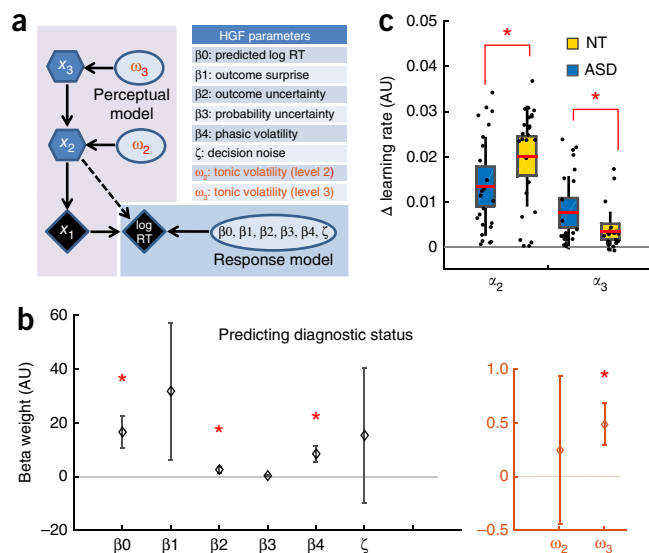 a
x3
ω3
Perceptual model
x2
ω2
x1
log
RT
β0, β1, β2, β3, β4, ζ
Response model
HGF parameters
β0: predicted log RT
β1: outcome surprise
β2: outcome uncertainty
β3: probability uncertainty
β4: phasic volatility
ζ: decision noise
ω2: tonic volatility (level 2)
ω3: tonic volatility (level 3)
c
Δ learning rate (AU)
0.05
0.04
0.03
0.02
0.01
0
*
*
NT
ASD
α2
α3
b
Predicting diagnostic status
Beta weight (AU)
60
40
20
0
–20
*
*
*
β0
β1
β2
β3
β4
ζ
1.0
0.5
0
–0.5
*
ω2
ω3